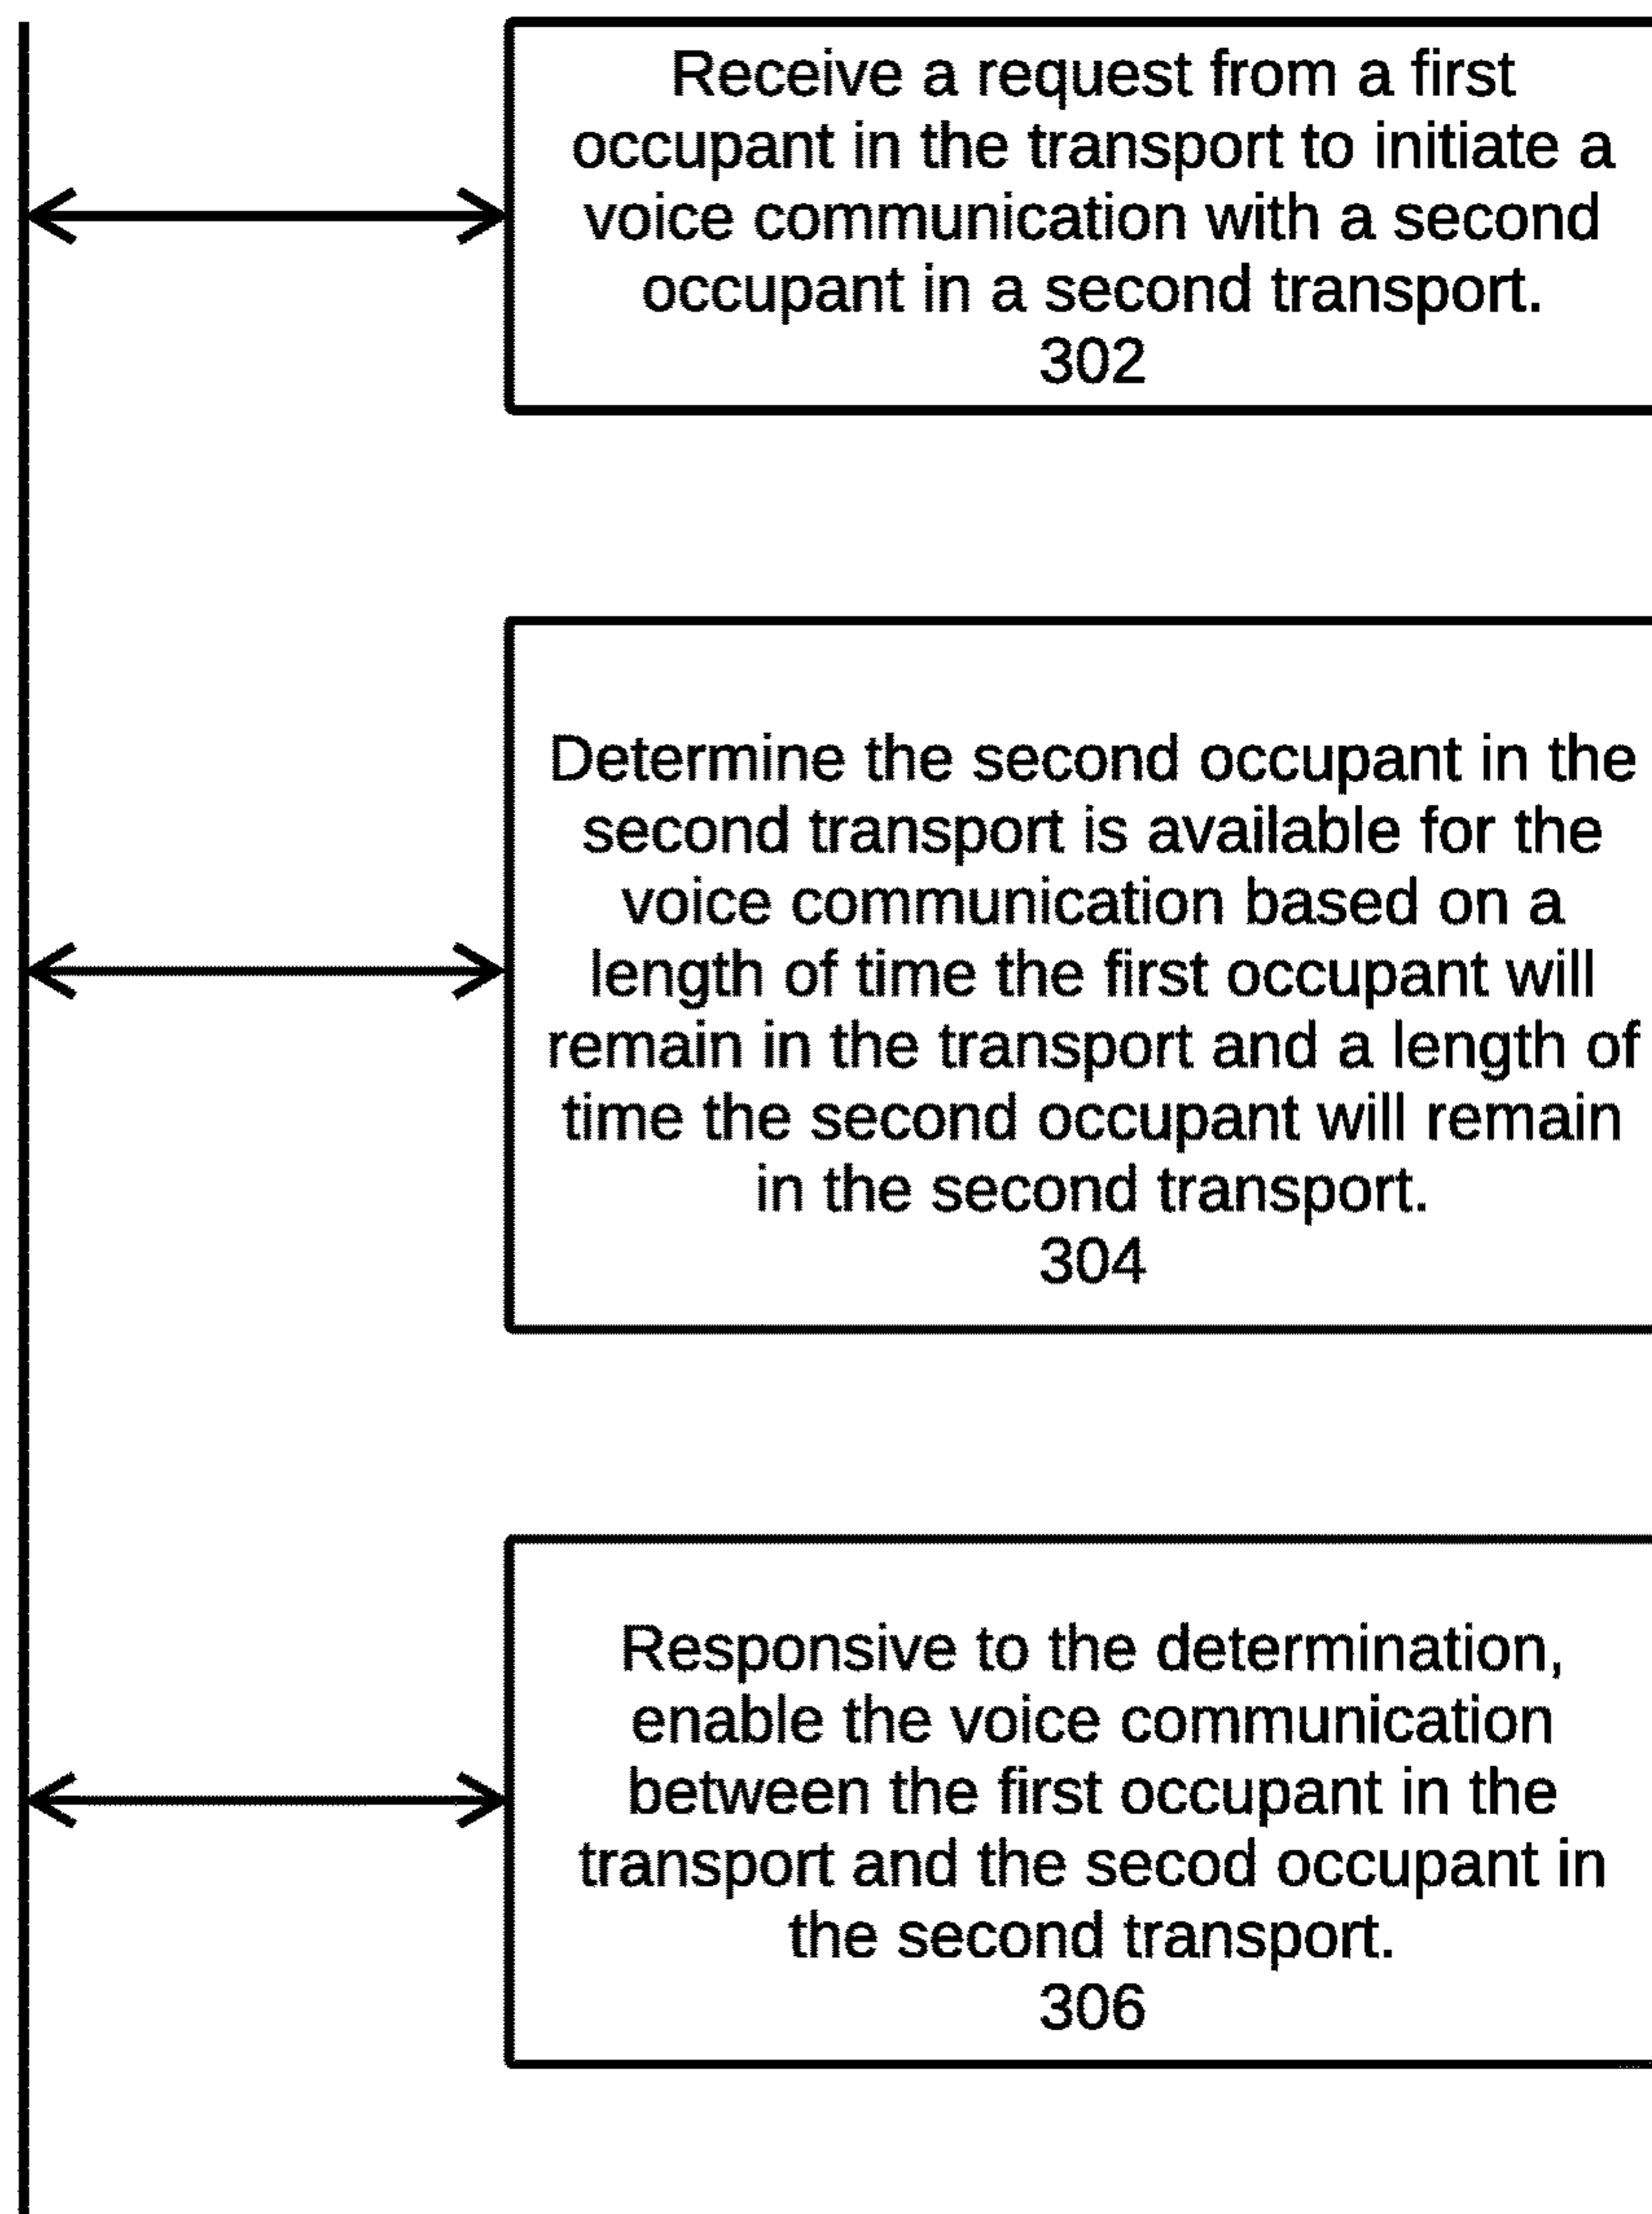 Receive a request from a first
occupant in the transport to initiate a
voice communication with a second
occupant in a second transport.
302
Determine the second occupant in the
second transport is available for the
voice communication based on a
length of time the first occupant will
remain in the transport and a length of
time the second occupant will remain
in the second transport.
304
Responsive to the determination,
enable the voice communication
between the first occupant in the
transport and the secod occupant in
the second transport.
306